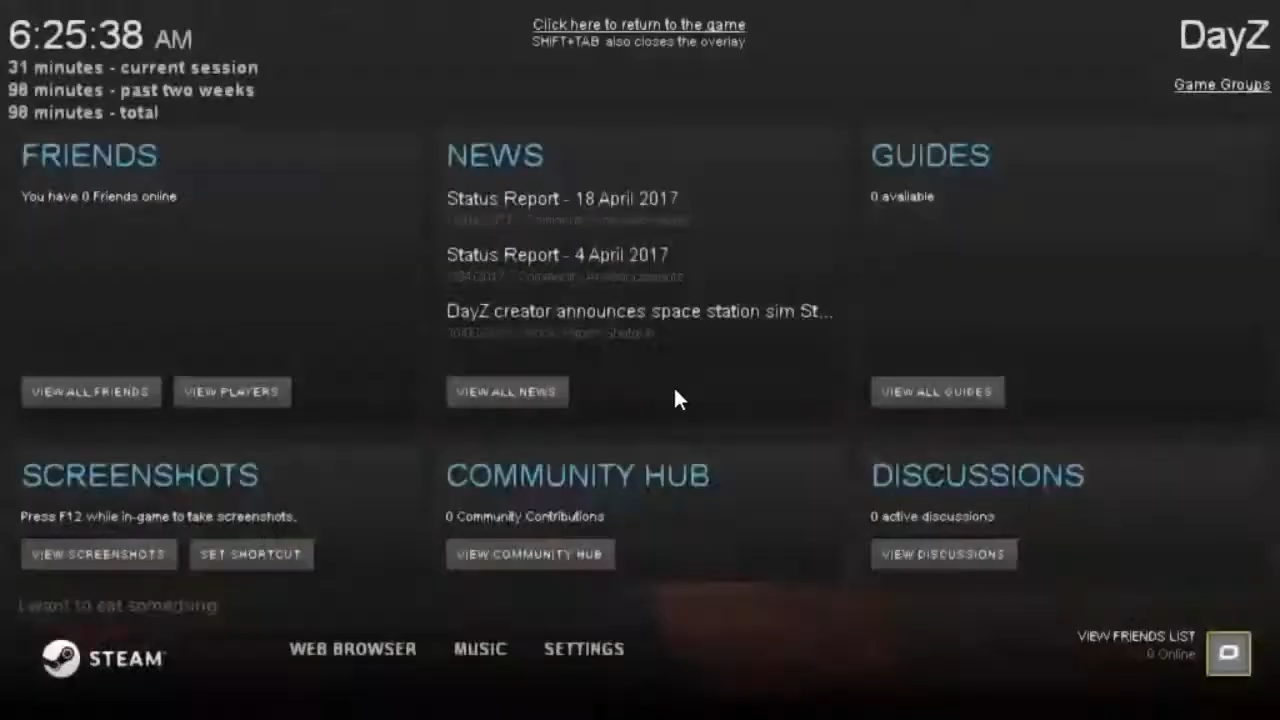 6:25:38 AM
31 minutes - current session
98 minutes - past two weeks
98 minutes - total
Click here to return to the game
SHIFT+TAB also closes the overlay
DayZ
Game Groups
FRIENDS
You have 0 Friends online
VIEW ALL FRIENDS
VIEW PLAYERS
NEWS
Status Report - 18 April 2017
Status Report - 4 April 2017
DayZ creator announces space station sim St...
VIEW ALL NEWS
GUIDES
0 available
VIEW ALL GUIDES
SCREENSHOTS
Press F12 while in-game to take screenshots.
VIEW SCREENSHOTS
SET SHORTCUT
COMMUNITY HUB
0 Community Contributions
VIEW COMMUNITY HUB
DISCUSSIONS
0 active discussions
VIEW DISCUSSIONS
I want to eat something
STEAM
WEB BROWSER
MUSIC
SETTINGS
VIEW FRIENDS LIST
0 Online